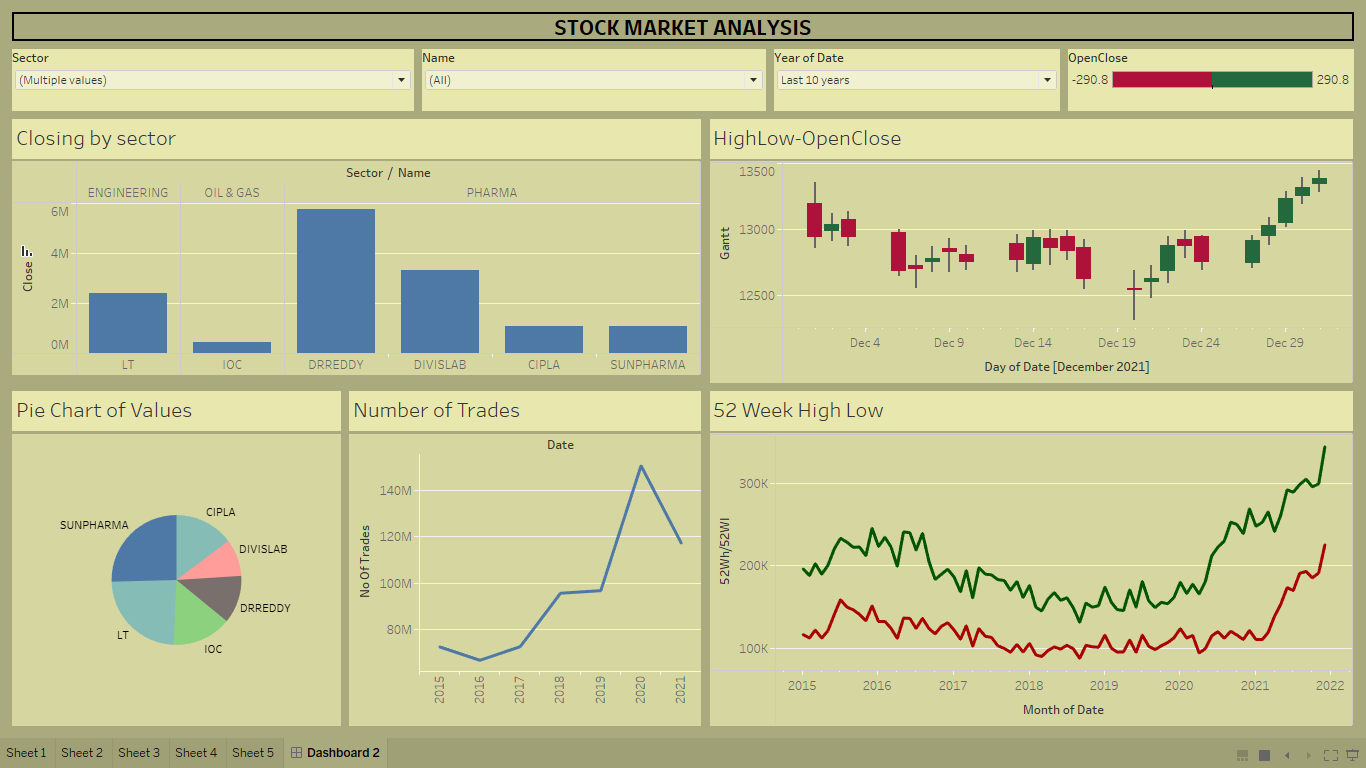 STOCK MARKET ANALYSIS
Sector
(Multiple values)
Name
(All)
Year of Date
Last 10 years
OpenClose
-290.8
290.8
Closing by sector
Sector / Name
ENGINEERING OIL & GAS PHARMA
6M
4M
2M
0M
Close
LT IOC DRREDDY DIVISLAB CIPLA SUNPHARMA
HighLow-OpenClose
13500
13000
12500
Gantt
Dec 4 Dec 9 Dec 14 Dec 19 Dec 24 Dec 29
Day of Date [December 2021]
Pie Chart of Values
CIPLA
SUNPHARMA
DIVISLAB
DRREDDY
LT
IOC
Number of Trades
Date
140M
120M
100M
80M
No Of Trades
2015 2016 2017 2018 2019 2020 2021
52 Week High Low
300K
200K
100K
52Wh/52Wl
2015 2016 2017 2018 2019 2020 2021 2022
Month of Date
Sheet 1 Sheet 2 Sheet 3 Sheet 4 Sheet 5 Dashboard 2